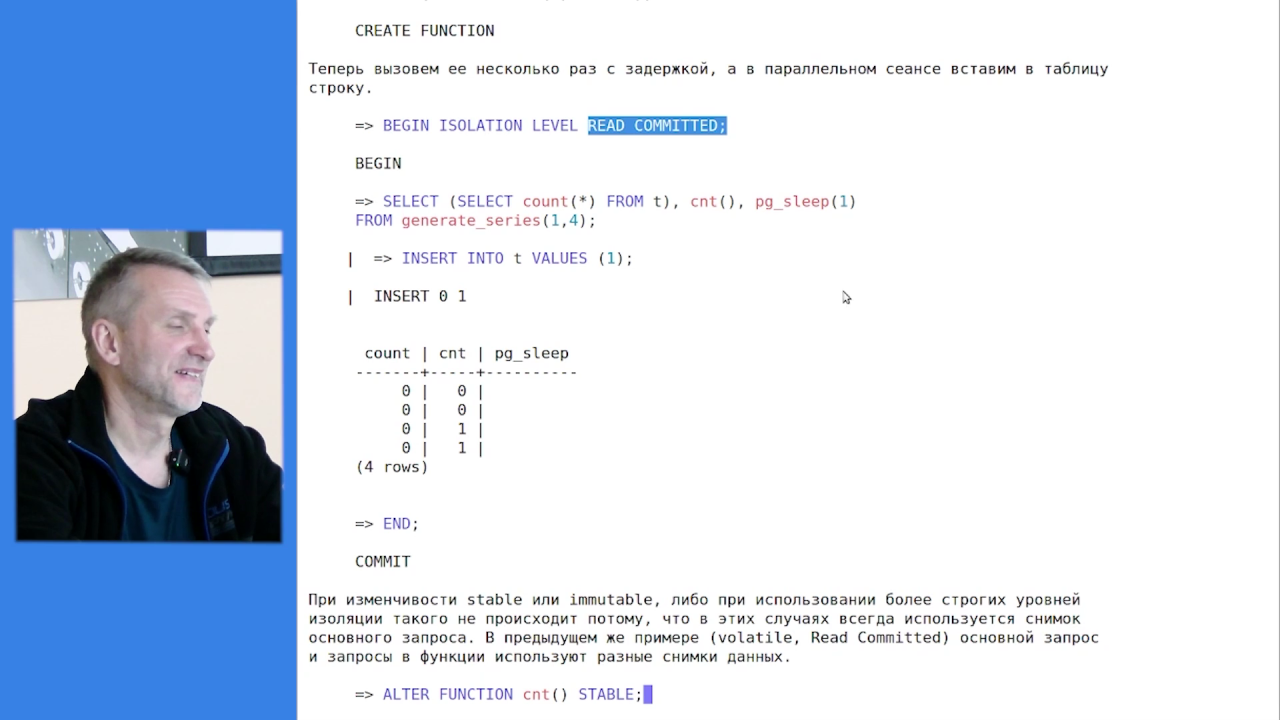 CREATE FUNCTION
Теперь вызовем ее несколько раз с задержкой, а в параллельном сеансе вставим в таблицу
строку.
=> BEGIN ISOLATION LEVEL READ COMMITTED;
BEGIN
=> SELECT (SELECT count(*) FROM t), cnt(), pg_sleep(1)
FROM generate_series(1,4);
| => INSERT INTO t VALUES (1);
| INSERT 0 1
count | cnt | pg_sleep
-------+-----+----------
0 | 0 |
0 | 0 |
0 | 1 |
0 | 1 |
(4 rows)
=> END;
COMMIT
При изменчивости stable или immutable, либо при использовании более строгих уровней
изоляции такого не происходит потому, что в этих случаях всегда используется снимок
основного запроса. В предыдущем же примере (volatile, Read Committed) основной запрос
и запросы в функции используют разные снимки данных.
=> ALTER FUNCTION cnt() STABLE;